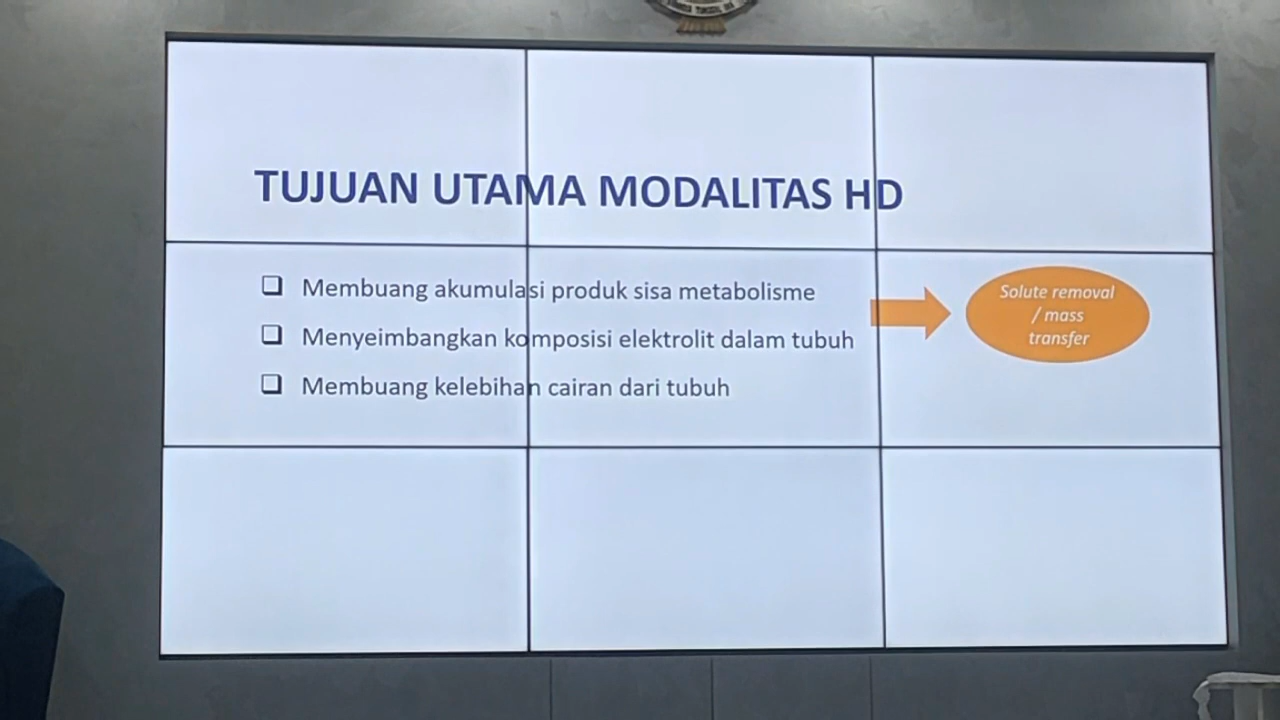 TUJUAN UTAMA MODALITAS HD
Membuang akumulasi produk sisa metabolisme
Menyeimbangkan komposisi elektrolit dalam tubuh
Membuang kelebihan cairan dari tubuh
Solute removal
/ mass
transfer